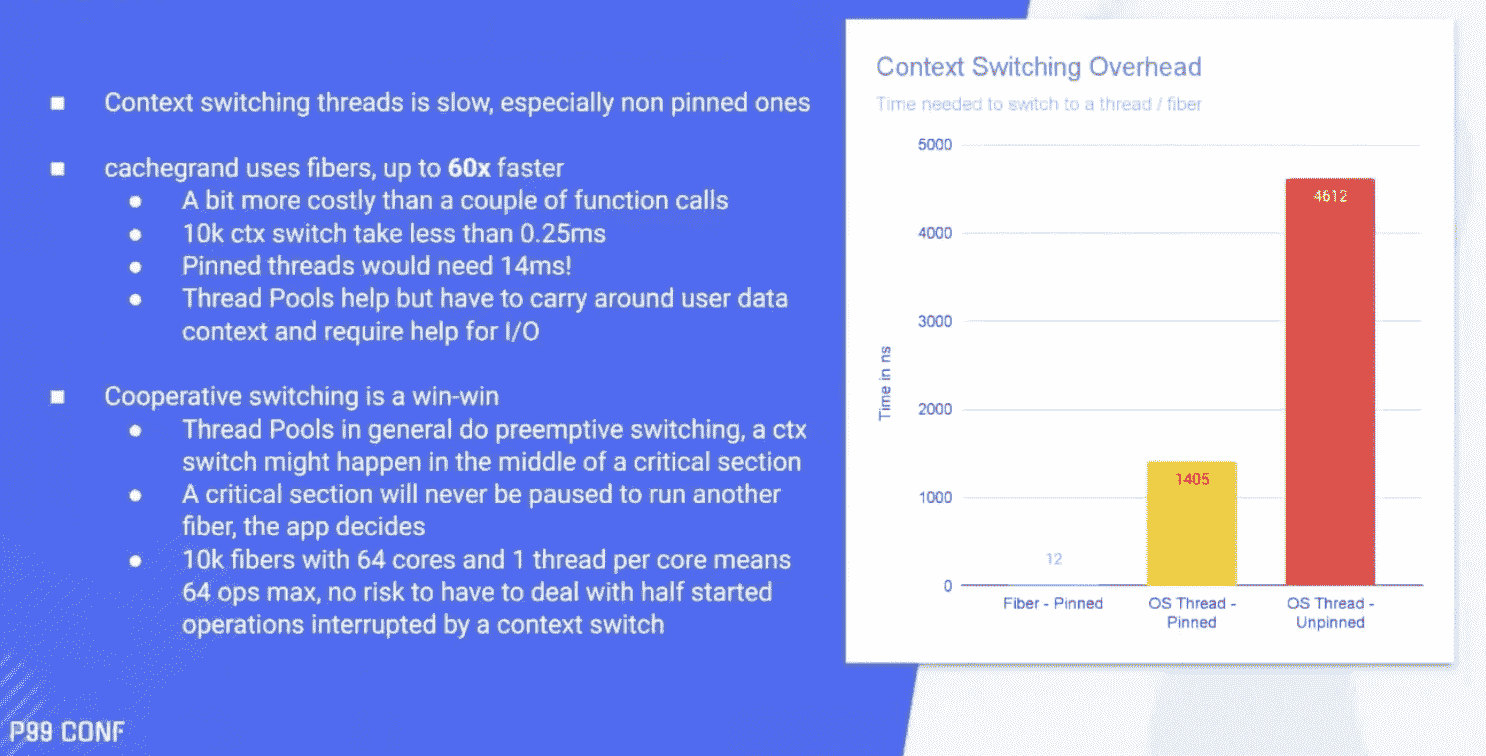 Context switching threads is slow, especially non pinned ones
cachegrand uses fibers, up to 60x faster
A bit more costly than a couple of function calls
10k ctx switch take less than 0.25ms
Pinned threads would need 14ms!
Thread Pools help but have to carry around user data
context and require help for I/O
Cooperative switching is a win-win
Thread Pools in general do preemptive switching, a ctx
switch might happen in the middle of a critical section
A critical section will never be paused to run another
fiber, the app decides
10k fibers with 64 cores and 1 thread per core means
64 ops max, no risk to have to deal with half started
operations interrupted by a context switch
P99 CONF
Context Switching Overhead
Time needed to switch to a thread / fiber
Time in ns
5000
4000
3000
2000
1000
0
12
1405
4612
Fiber - Pinned
OS Thread -
Pinned
OS Thread -
Unpinned